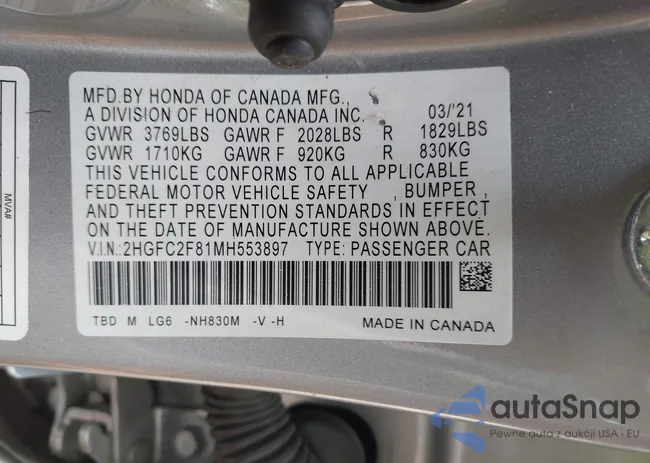 MFD.BY HONDA OF CANADA MFG.,
A DIVISION OF HONDA CANADA INC. 03/'21
GVWR 3769LBS GAWR F 2028LBS R 1829LBS
GVWR 1710KG GAWR F 920KG R 830KG
THIS VEHICLE CONFORMS TO ALL APPLICABLE
FEDERAL MOTOR VEHICLE SAFETY , BUMPER ,
AND THEFT PREVENTION STANDARDS IN EFFECT
ON THE DATE OF MANUFACTURE SHOWN ABOVE.
V.I.N.:2HGFC2F81MH553897 TYPE: PASSENGER CAR
TBD M LG6 -NH830M -V -H MADE IN CANADA
MVA#
autaSnap
Pewne auta z aukcji USA i EU